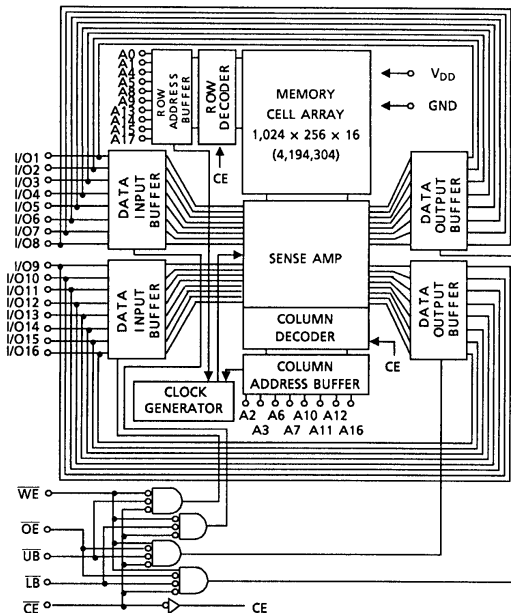 A0
A1
A4
A5
A8
A9
A13
A14
A15
A17
ROW ADDRESS BUFFER
ROW DECODER
CE
MEMORY
CELL ARRAY
1,024 × 256 × 16
(4,194,304)
VDD
GND
I/O1
I/O2
I/O3
I/O4
I/O5
I/O6
I/O7
I/O8
DATA INPUT BUFFER
SENSE AMP
DATA OUTPUT BUFFER
I/O9
I/O10
I/O11
I/O12
I/O13
I/O14
I/O15
I/O16
DATA INPUT BUFFER
DATA OUTPUT BUFFER
COLUMN
DECODER
CE
COLUMN
ADDRESS BUFFER
CLOCK
GENERATOR
A2 A6 A10 A12
A3 A7 A11 A16
WE
OE
UB
LB
CE
CE